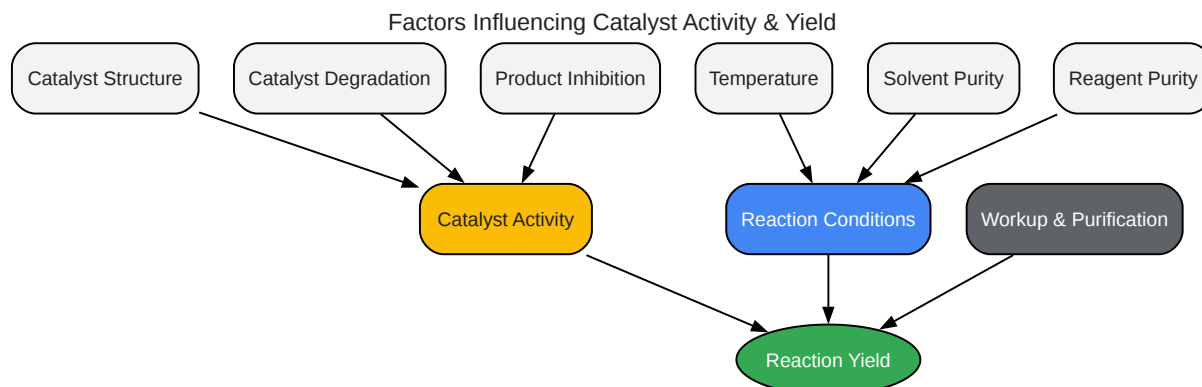 Factors Influencing Catalyst Activity & Yield
Catalyst Structure
Catalyst Degradation
Product Inhibition
Temperature
Solvent Purity
Reagent Purity
Catalyst Activity
Reaction Conditions
Workup & Purification
Reaction Yield